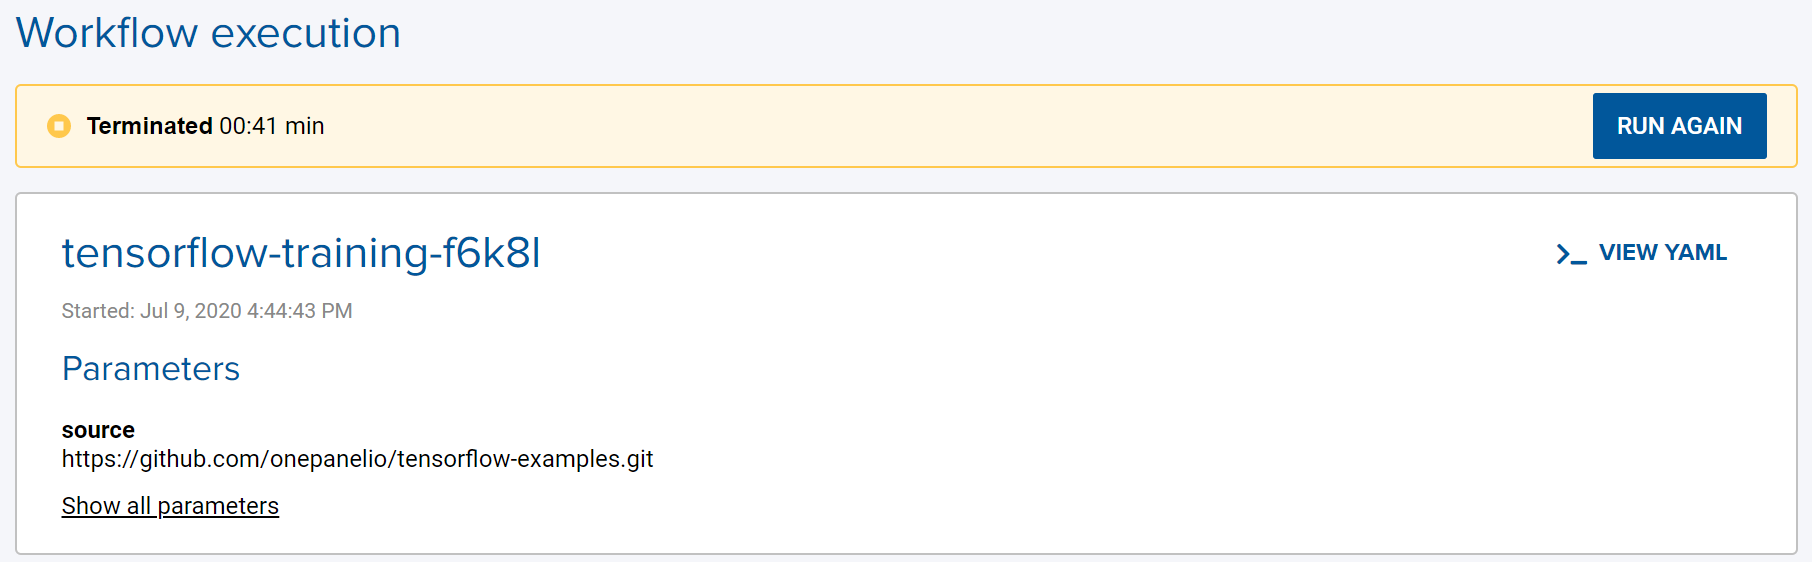 Workflow execution
Terminated 00:41 min
RUN AGAIN
tensorflow-training-f6k8l
VIEW YAML
Started: Jul 9, 2020 4:44:43 PM
Parameters
source
https://github.com/onepanelio/tensorflow-examples.git
Show all parameters